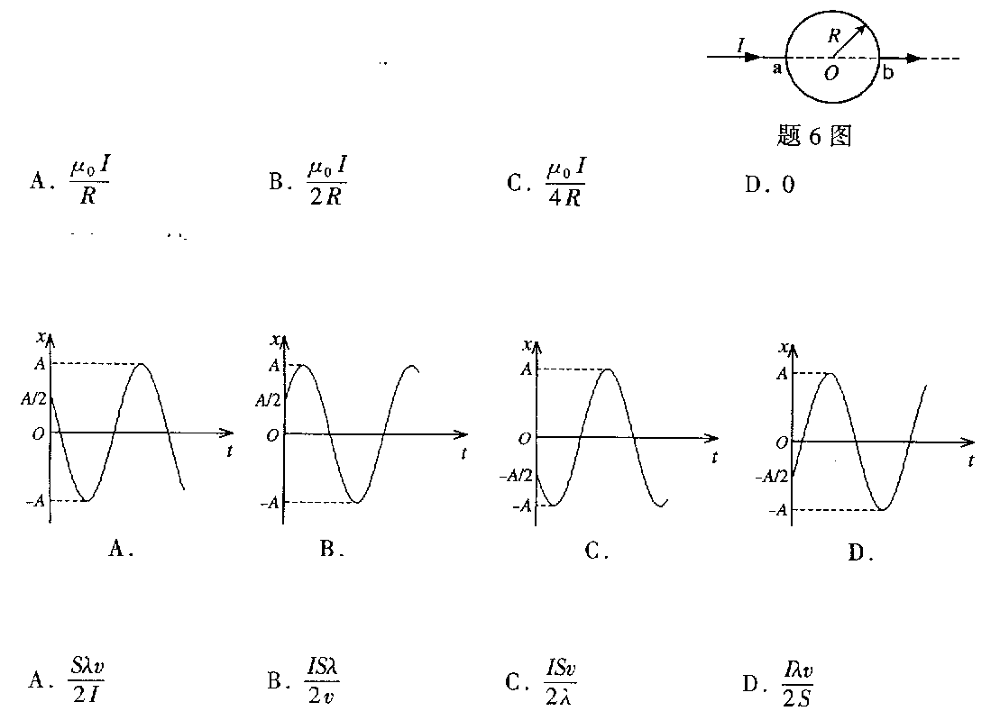 I
R
a
O
b
题 6 图
A. μ₀I/R B. μ₀I/2R C. μ₀I/4R D. 0
x x x x
A A A A
A/2 A/2
O O O O
t t t t
-A/2 -A/2
-A -A -A -A
A. B. C. D.
A. Sλv/2I B. ISλ/2v C. ISv/2λ D. Iλv/2S